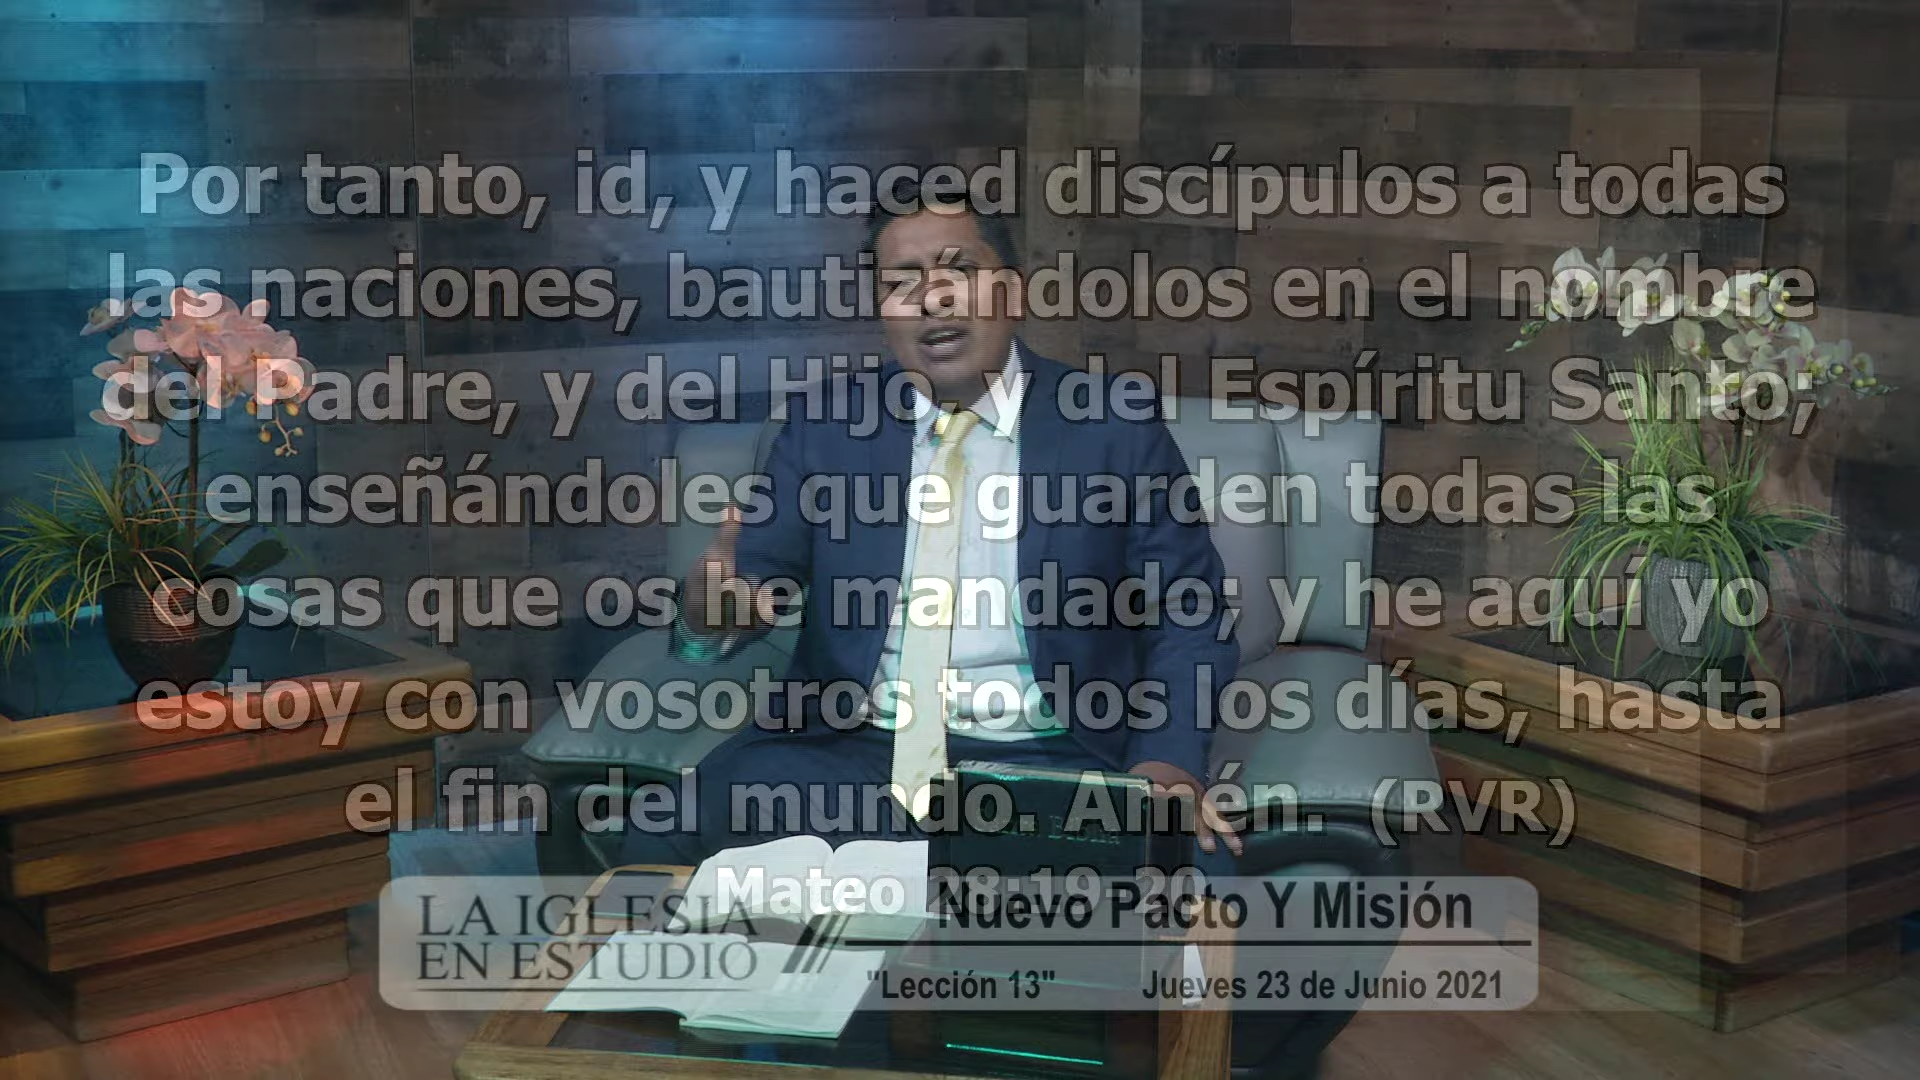 Por tanto, id, y haced discípulos a todas
las naciones, bautizándolos en el nombre
del Padre, y del Hijo, y del Espíritu Santo;
enseñándoles que guarden todas las
cosas que os he mandado; y he aquí yo
estoy con vosotros todos los días, hasta
el fin del mundo. Amén. (RVR)
Mateo 28:19-20
LA IGLESIA
EN ESTUDIO
Nuevo Pacto Y Misión
"Lección 13" Jueves 23 de Junio 2021